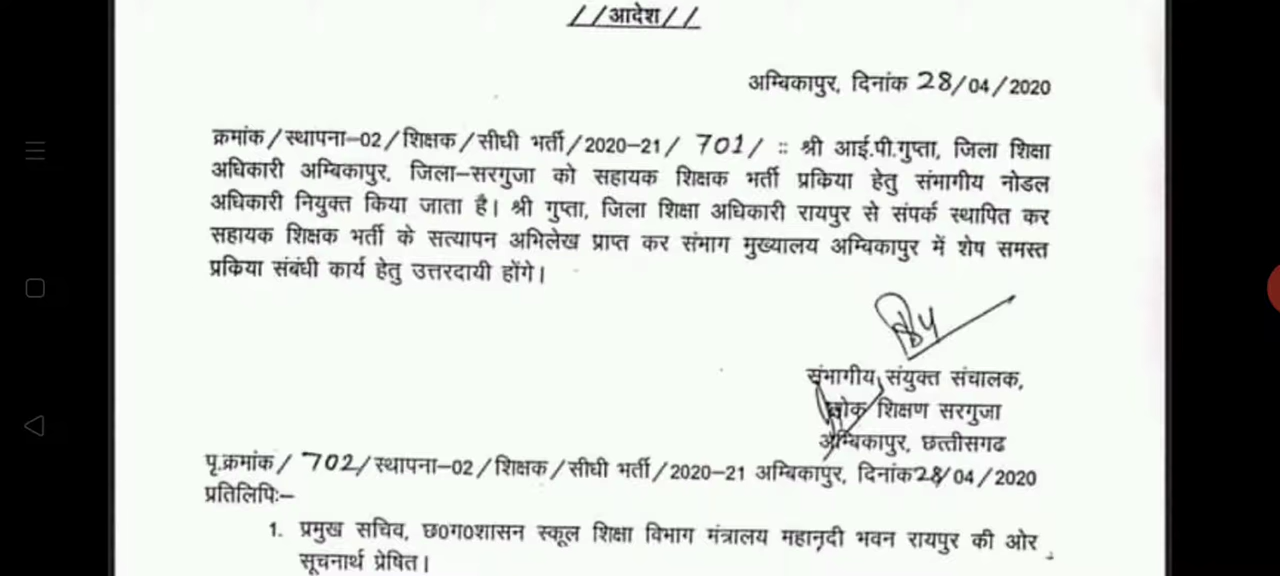 //आदेश//
अम्बिकापुर, दिनांक 28/04/2020
क्रमांक/स्थापना-02/शिक्षक/सीधी भर्ती/2020-21/ 701/ :: श्री आई.पी.गुप्ता, जिला शिक्षा
अधिकारी अम्बिकापुर, जिला-सरगुजा को सहायक शिक्षक भर्ती प्रकिया हेतु संभागीय नोडल
अधिकारी नियुक्त किया जाता है। श्री गुप्ता, जिला शिक्षा अधिकारी रायपुर से संपर्क स्थापित कर
सहायक शिक्षक भर्ती के सत्यापन अभिलेख प्राप्त कर संभाग मुख्यालय अम्बिकापुर में शेष समस्त
प्रकिया संबंधी कार्य हेतु उत्तरदायी होंगे।
संभागीय संयुक्त संचालक,
लोक शिक्षण सरगुजा
अम्बिकापुर, छत्तीसगढ
पृ.क्रमांक/ 702/स्थापना-02/शिक्षक/सीधी भर्ती/2020-21 अम्बिकापुर, दिनांक28/04/2020
प्रतिलिपिः-
1. प्रमुख सचिव, छ0ग0शासन स्कूल शिक्षा विभाग मंत्रालय महानदी भवन रायपुर की ओर
सूचनार्थ प्रेषित।